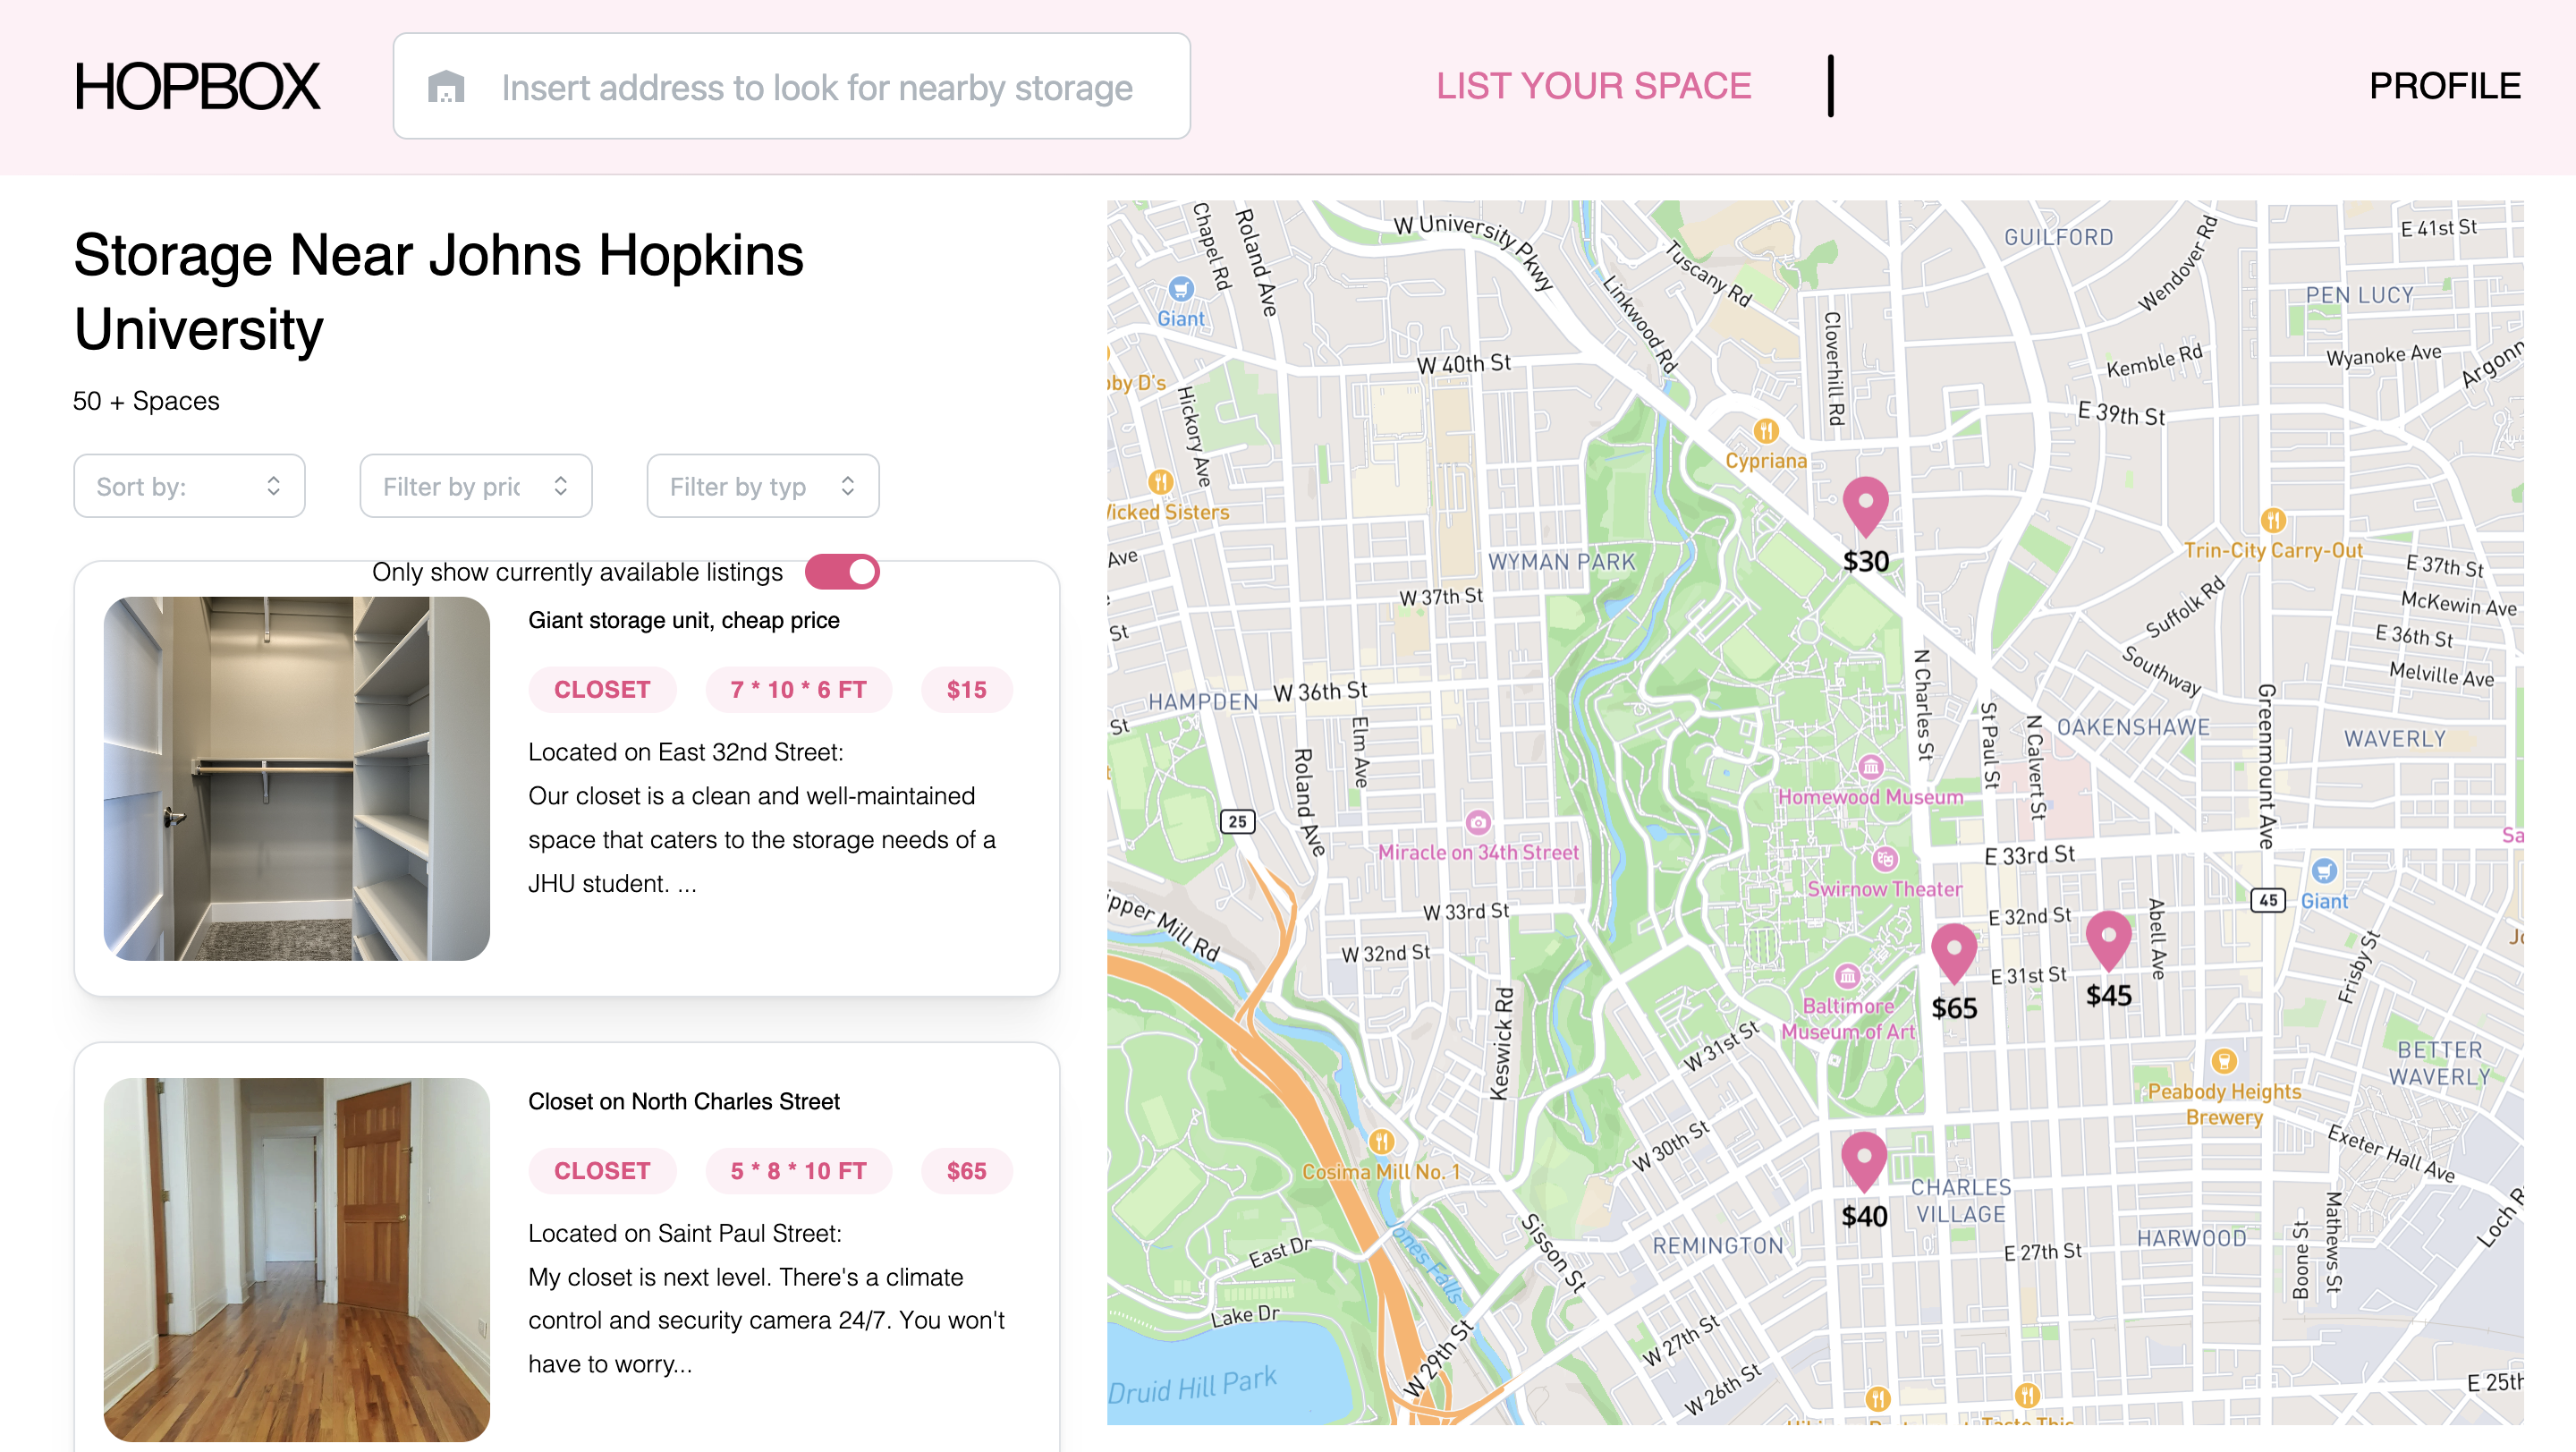 HOPBOX
Insert address to look for nearby storage
LIST YOUR SPACE
PROFILE
Storage Near Johns Hopkins
University
50 + Spaces
Sort by:
Filter by pric
Filter by typ
Only show currently available listings
Giant storage unit, cheap price
CLOSET
7 * 10 * 6 FT
$15
Located on East 32nd Street:
Our closet is a clean and well-maintained
space that caters to the storage needs of a
JHU student. ...
Closet on North Charles Street
CLOSET
5 * 8 * 10 FT
$65
Located on Saint Paul Street:
My closet is next level. There's a climate
control and security camera 24/7. You won't
have to worry...
Chapel Rd
Roland Ave
W University Pkwy
Tuscany Rd
Linkwood Rd
GUILFORD
Wendover Rd
E 41st St
PEN LUCY
Giant
Cloverhill Rd
W 40th St
Kemble Rd
Wyanoke Ave
Argonn
by D's
Hickory Ave
E 39th St
Cypriana
Wicked Sisters
$30
Trin-City Carry-Out
Ave
WYMAN PARK
E 37th St
W 37th St
McKewin Ave
Suffolk Rd
St
E 36th St
Southway
Melville Ave
HAMPDEN
W 36th St
N Charles St
St Paul St
N Calvert St
Greenmount Ave
St
Elm Ave
OAKENSHAWE
WAVERLY
Roland Ave
Homewood Museum
25
Miracle on 34th Street
Sa
E 33rd St
Swirnow Theater
45
Giant
W 33rd St
E 32nd St
Abell Ave
ipper Mill Rd
W 32nd St
E 31st St
Frisby St
$65
$45
Baltimore
Museum of Art
Keswick Rd
W 31st St
BETTER
WAVERLY
Peabody Heights
Brewery
W 30th St
Exeter Hall Ave
Cosima Mill No. 1
CHARLES
VILLAGE
$40
Loch R
Mathews St
Boone St
Sisson St
REMINGTON
HARWOOD
E 27th St
East Dr
Jones Falls
Lake Dr
W 29th St
W 27th St
W 26th St
Druid Hill Park
E 25th
Taste This